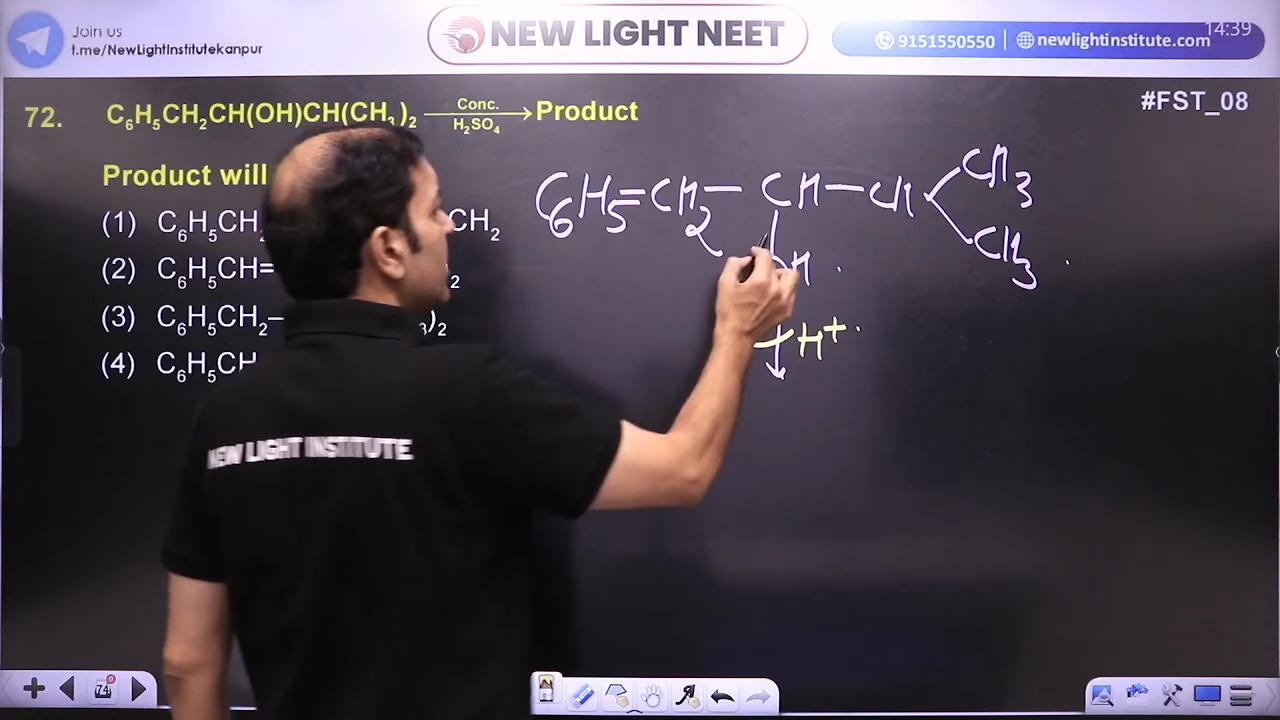 Join us
t.me/NewLightInstitutekanpur
NEW LIGHT NEET
9151550550 | newlightinstitute.com
14:39
#FST_08
72. C₆H₅CH₂CH(OH)CH(CH₃)₂ Conc. H₂SO₄ → Product
Product will
(1) C₆H₅CH₂ CH₂
(2) C₆H₅CH= ₂
(3) C₆H₅CH₂– ₃)₂
(4) C₆H₅CH
C6H5–CH2–CH–CH
CH3
CH3
H
H+
NEW LIGHT INSTITUTE
74